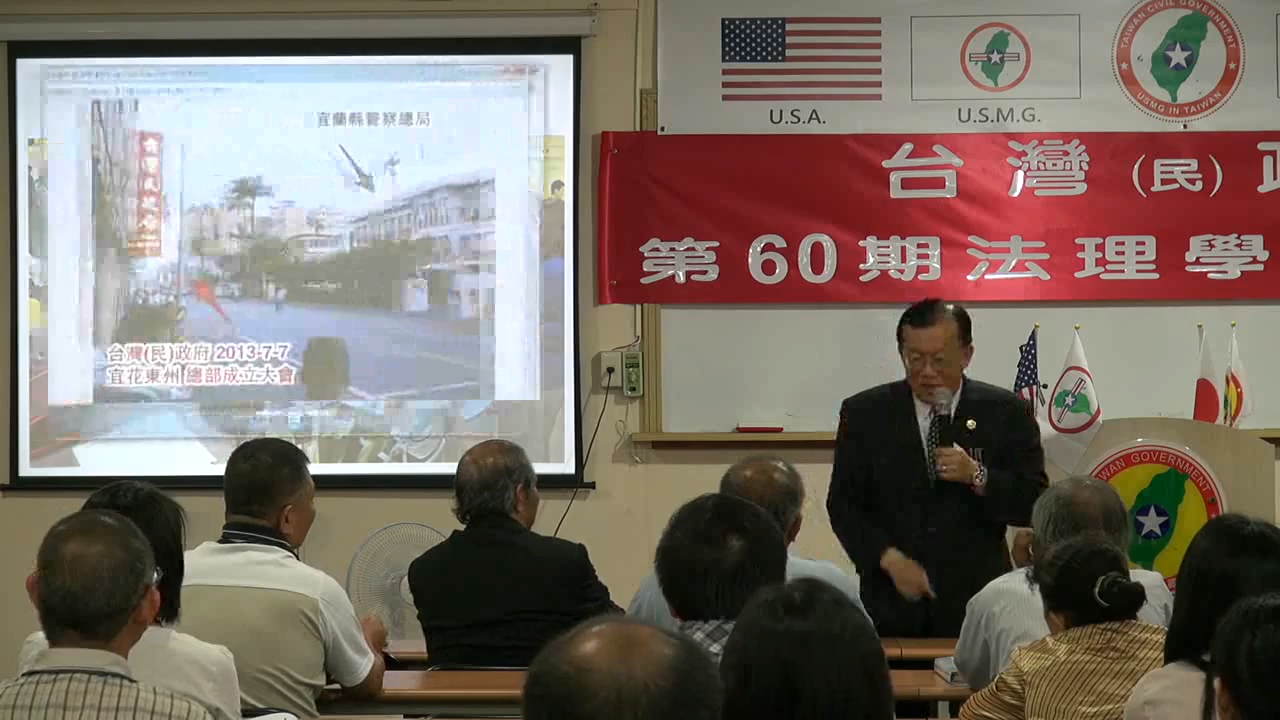 宜蘭縣警察總局
台灣(民)政府 2013-7-7
宜花東州 總部成立大會
U.S.A.
U.S.M.G.
TAIWAN CIVIL GOVERNMENT
USMG IN TAIWAN
台灣(民)政
第60期法理學
TAIWAN GOVERNMENT